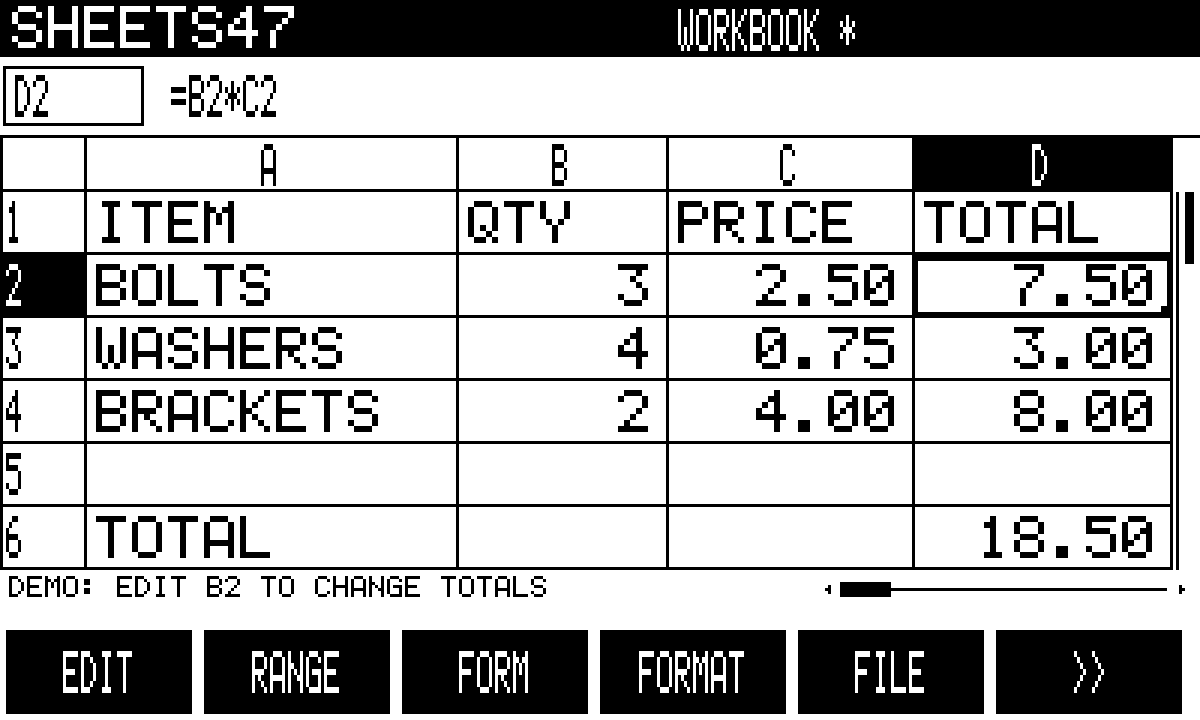 SHEETS47 WORKBOOK *
D2 =B2*C2
A B C D
1 ITEM QTY PRICE TOTAL
2 BOLTS 3 2.50 7.50
3 WASHERS 4 0.75 3.00
4 BRACKETS 2 4.00 8.00
5
6 TOTAL 18.50
DEMO: EDIT B2 TO CHANGE TOTALS
EDIT RANGE FORM FORMAT FILE >>